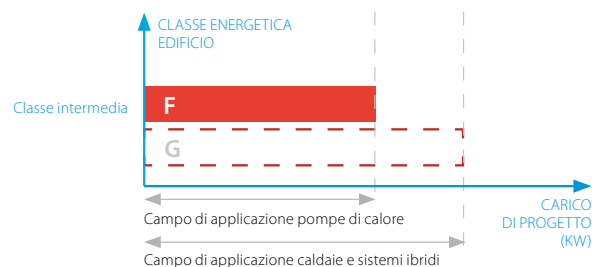 CLASSE ENERGETICA
EDIFICIO
Classe intermedia
F
G
CARICO
DI PROGETTO
(KW)
Campo di applicazione pompe di calore
Campo di applicazione caldaie e sistemi ibridi